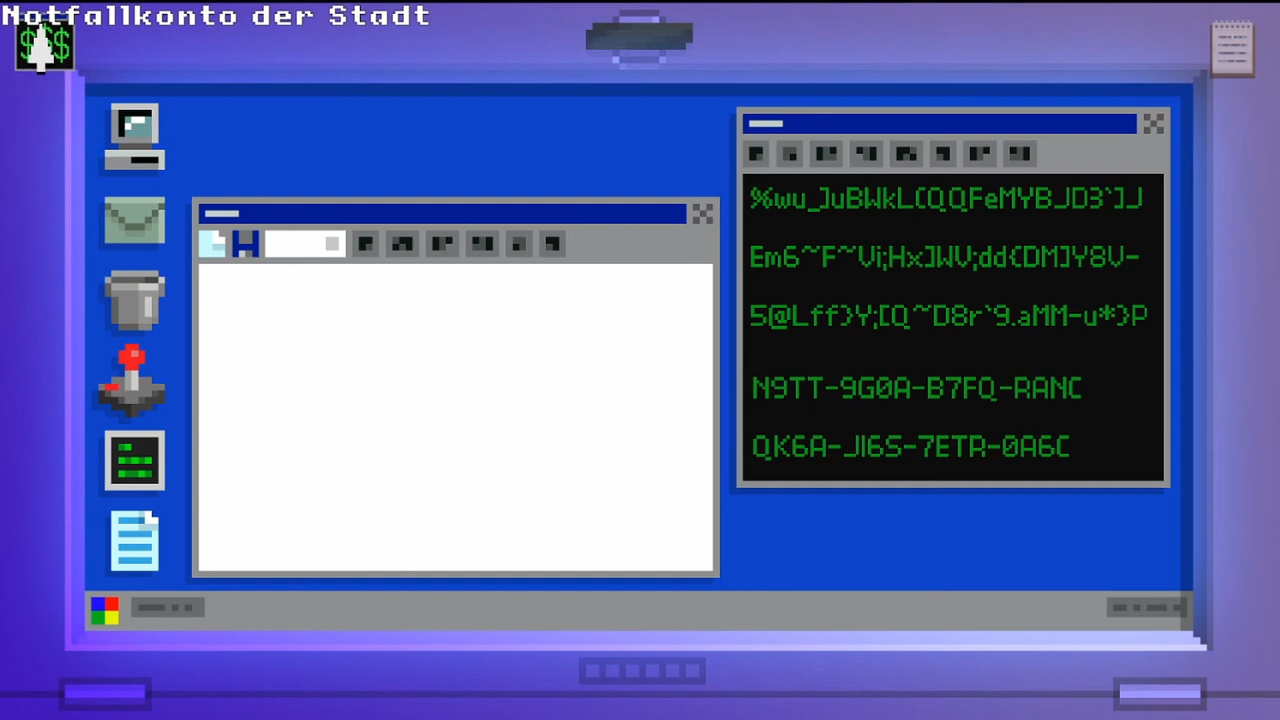 Notfallkonto der Stadt
$$$
%wu_JuBWkL(QQFeMYBJD3`]J
Em6~F~Vi;Hx]WV;dd{DM]Y8V-
5@Lff}Y;[Q~D8r`9.aMM-u*}P
N9TT-9G0A-B7FQ-RANC
QK6A-JI6S-7ETR-0A6C